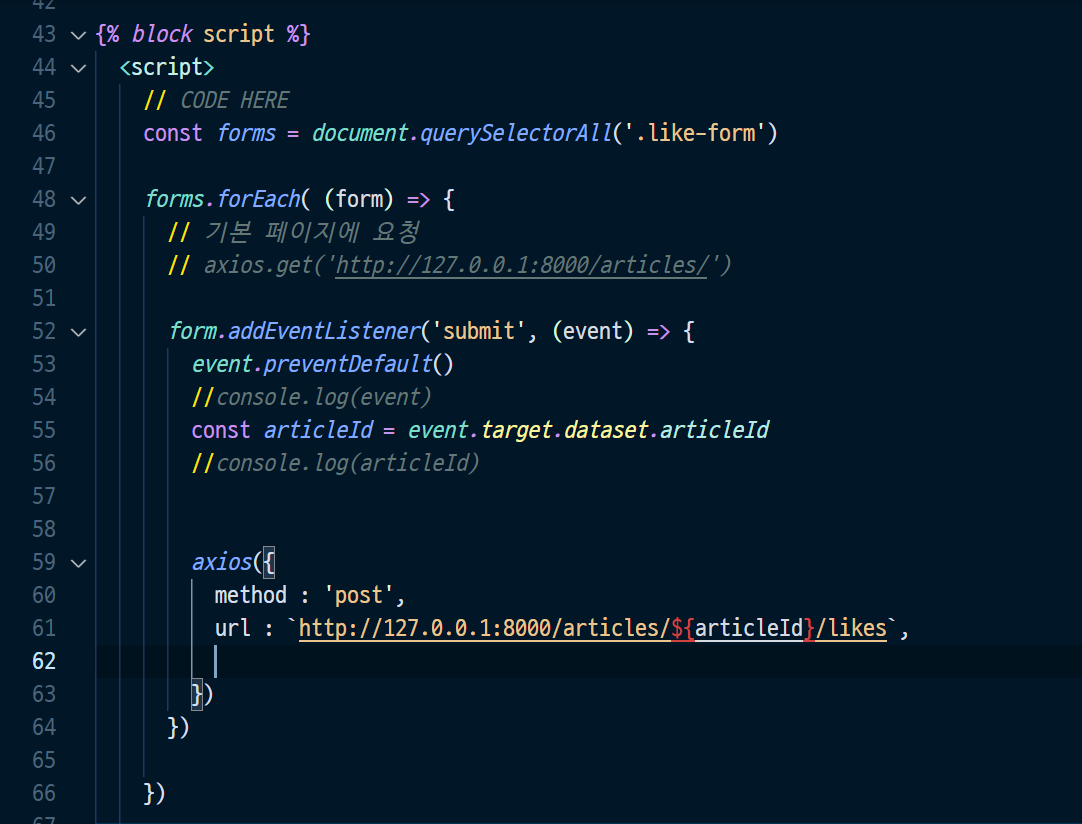 42
43 {% block script %}
44 <script>
45 // CODE HERE
46 const forms = document.querySelectorAll('.like-form')
47
48 forms.forEach( (form) => {
49 // 기본 페이지에 요청
50 // axios.get('http://127.0.0.1:8000/articles/')
51
52 form.addEventListener('submit', (event) => {
53 event.preventDefault()
54 //console.log(event)
55 const articleId = event.target.dataset.articleId
56 //console.log(articleId)
57
58
59 axios({
60 method : 'post',
61 url : `http://127.0.0.1:8000/articles/${articleId}/likes`,
62
63 })
64 })
65
66 })
67